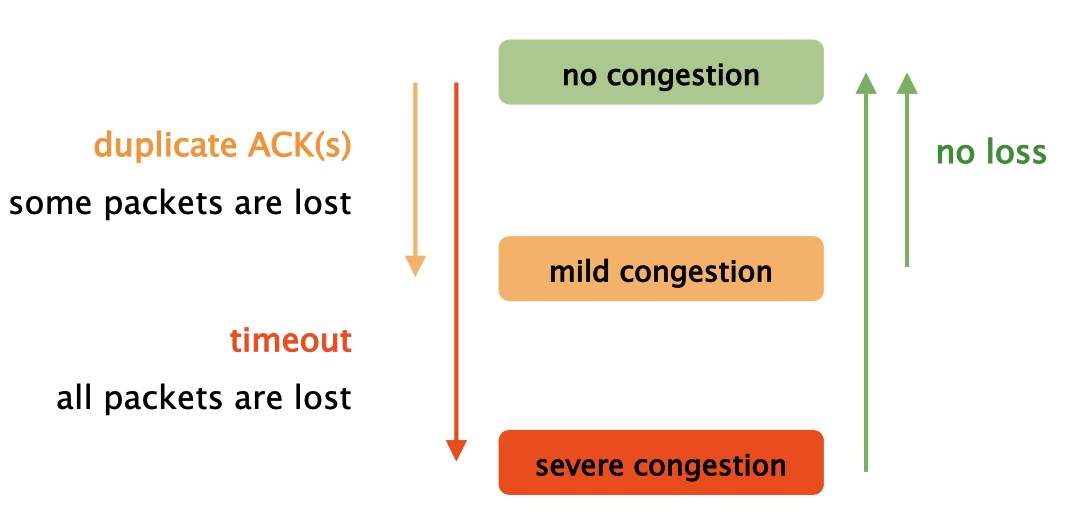 no congestion
duplicate ACK(s)
no loss
some packets are lost
mild congestion
timeout
all packets are lost
severe congestion